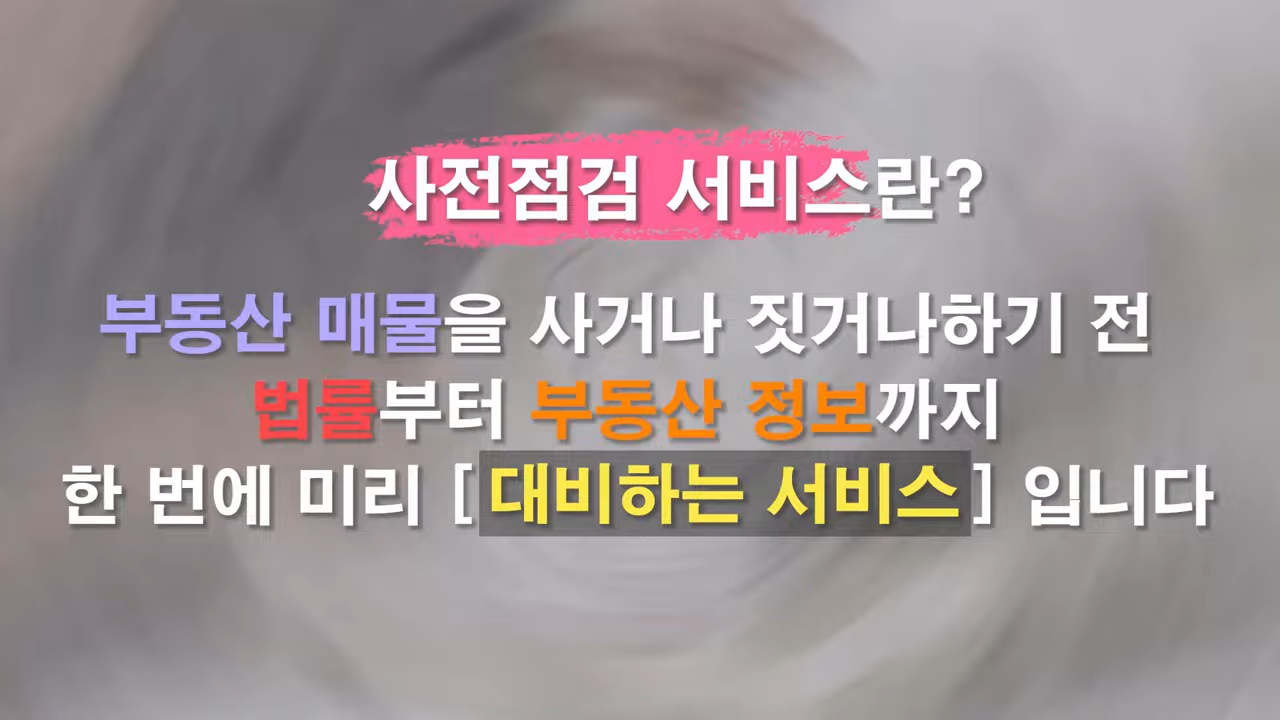 사전점검 서비스란?
부동산 매물을 사거나 짓거나하기 전
법률부터 부동산 정보까지
한 번에 미리 [대비하는 서비스] 입니다